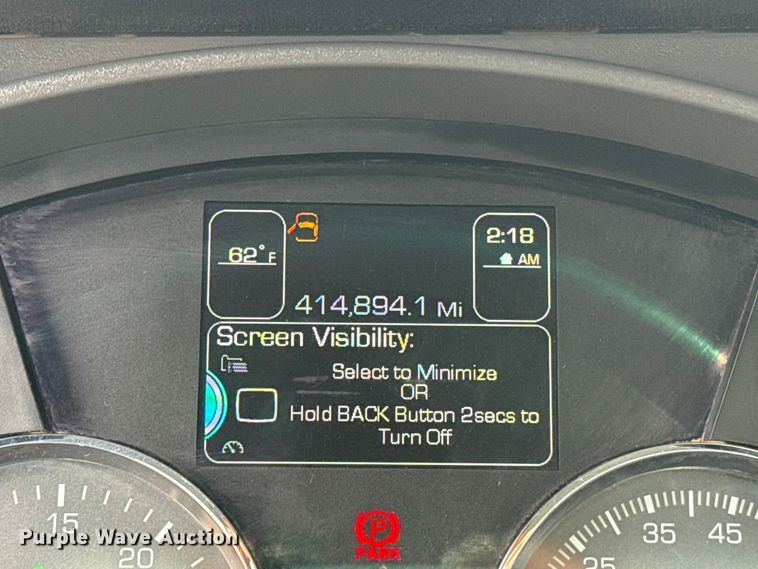 62°F
2:18
AM
414,894.1 Mi
Screen Visibility:
Select to Minimize
OR
Hold BACK Button 2secs to
Turn Off
15
20
P
PARK
25
35
45
Purple Wave Auction